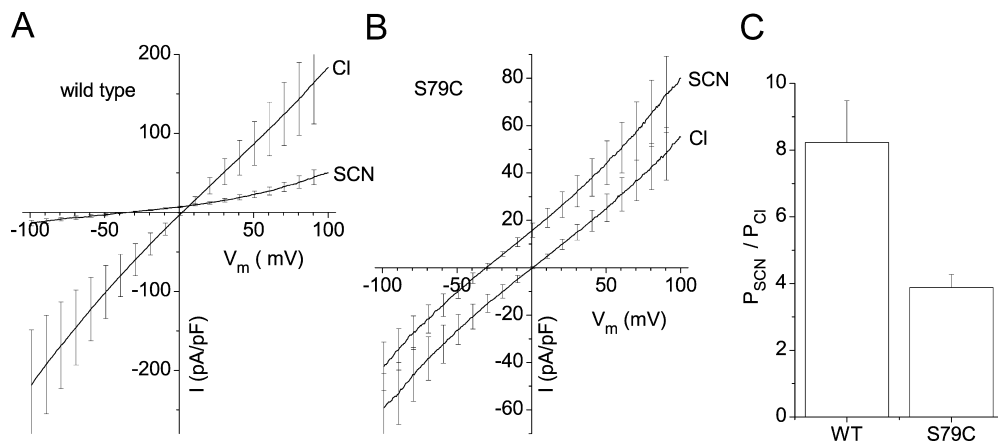 A
wild type
200
100
-100
-200
-100
-50
50
100
Cl
SCN
Vm ( mV)
I (pA/pF)
B
S79C
80
60
40
20
-20
-40
-60
-100
-50
50
100
SCN
Cl
Vm (mV)
I (pA/pF)
C
10
8
6
4
2
0
PSCN / PCl
WT
S79C